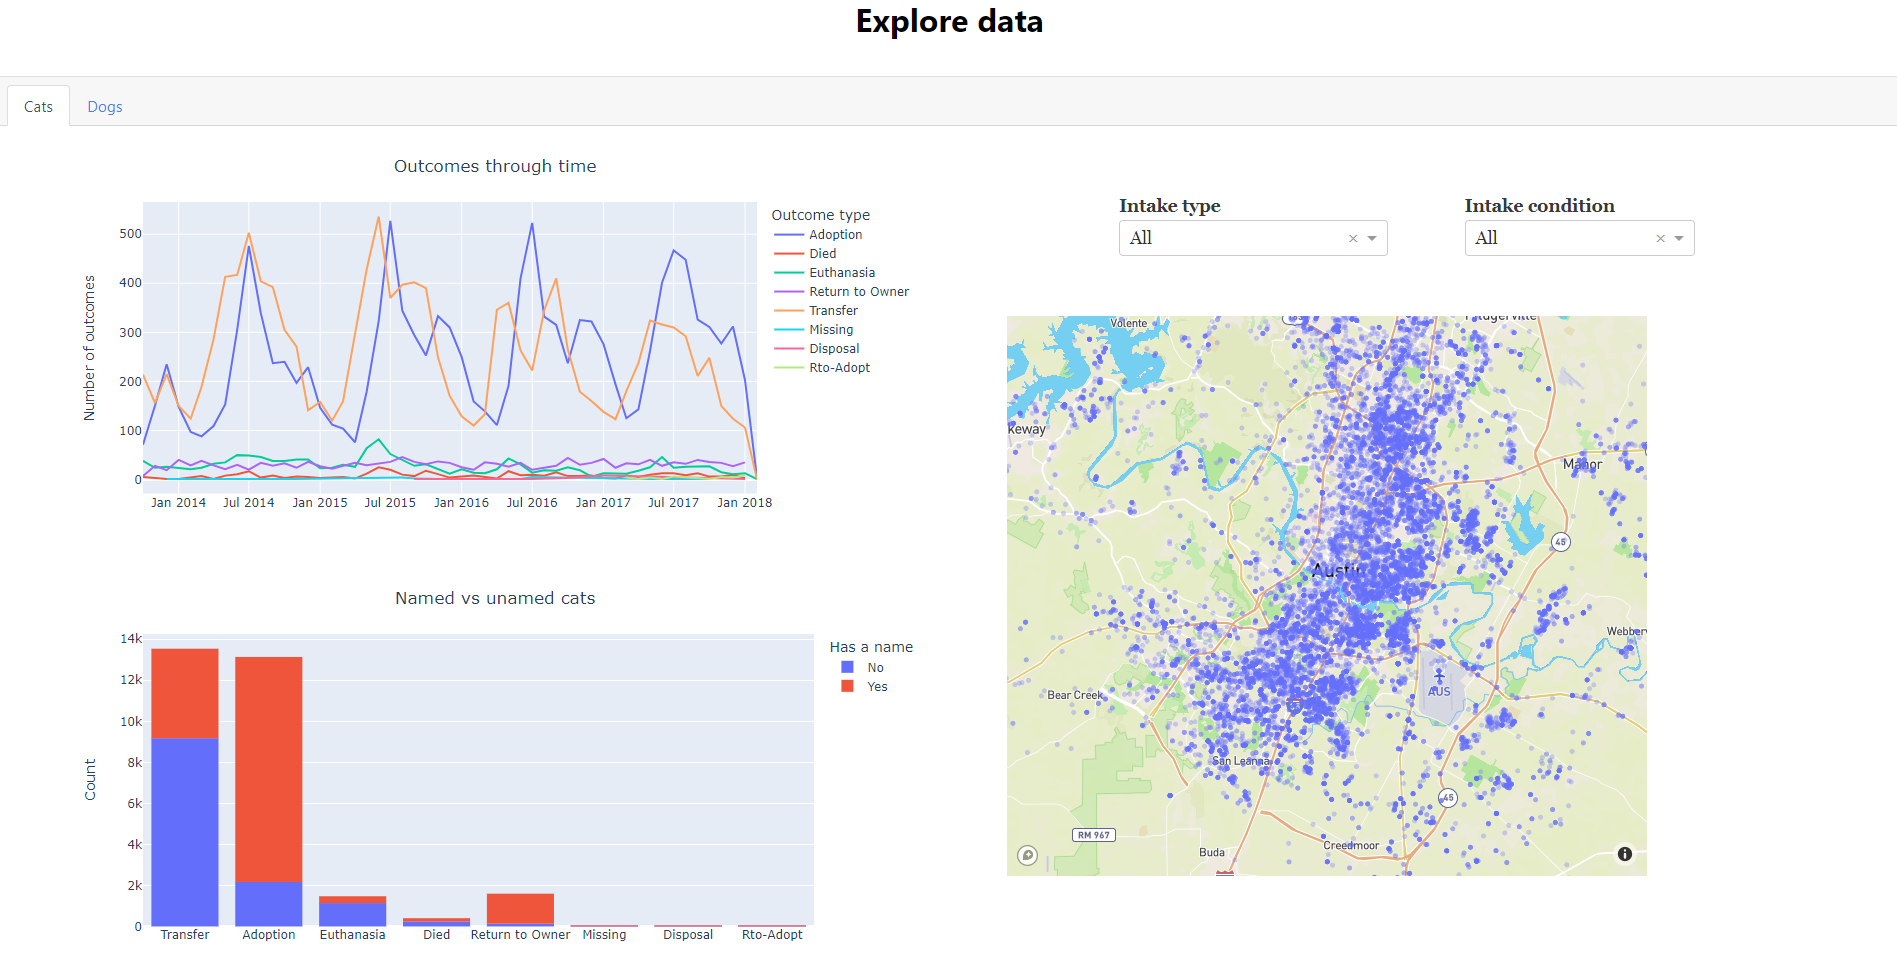 Explore data
Cats
Dogs
Outcomes through time
Number of outcomes
500
400
300
200
100
0
Jan 2014
Jul 2014
Jan 2015
Jul 2015
Jan 2016
Jul 2016
Jan 2017
Jul 2017
Jan 2018
Outcome type
Adoption
Died
Euthanasia
Return to Owner
Transfer
Missing
Disposal
Rto-Adopt
Named vs unamed cats
Count
14k
12k
10k
8k
6k
4k
2k
0
Transfer
Adoption
Euthanasia
Died
Return to Owner
Missing
Disposal
Rto-Adopt
Has a name
No
Yes
Intake type
All
Intake condition
All
Volente
keway
Manor
45
Austin
Webber
Bear Creek
AUS
San Leanna
45
RM 967
Buda
Creedmoor